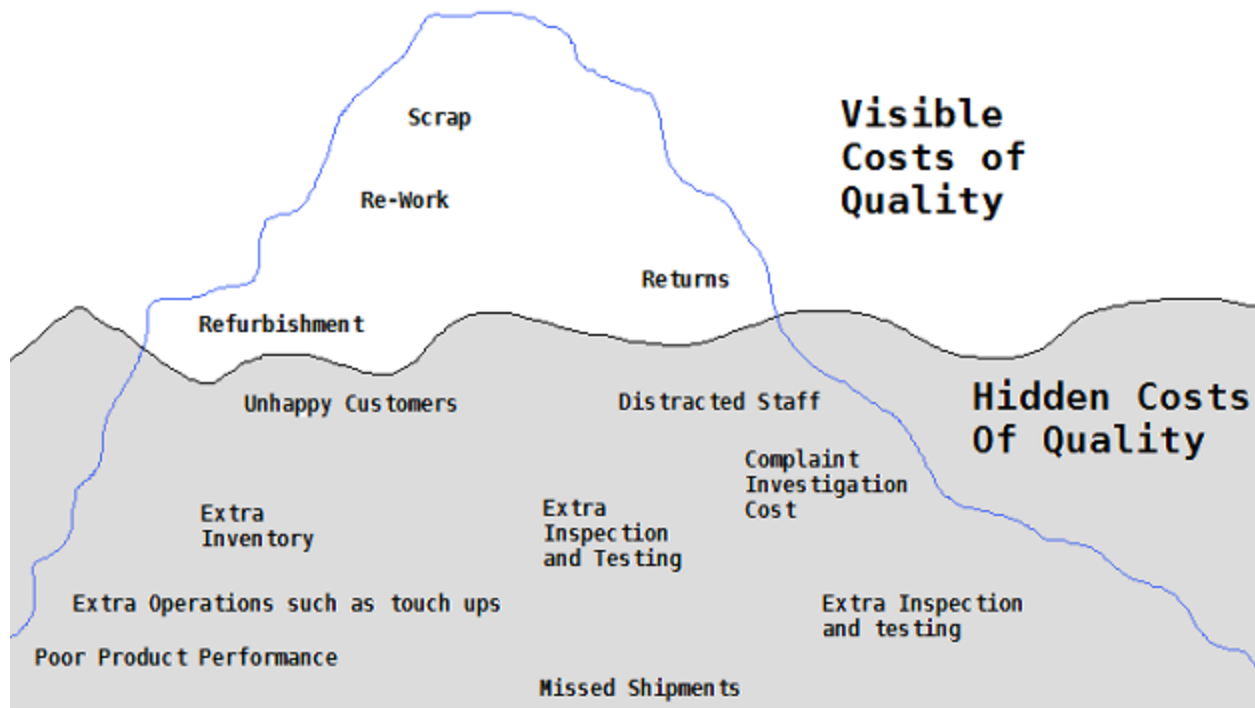 Scrap
Visible
Costs of
Quality
Re-Work
Returns
Refurbishment
Hidden Costs
Of Quality
Unhappy Customers
Distracted Staff
Complaint
Investigation
Cost
Extra
Inventory
Extra
Inspection
and Testing
Extra Operations such as touch ups
Extra Inspection
and testing
Poor Product Performance
Missed Shipments